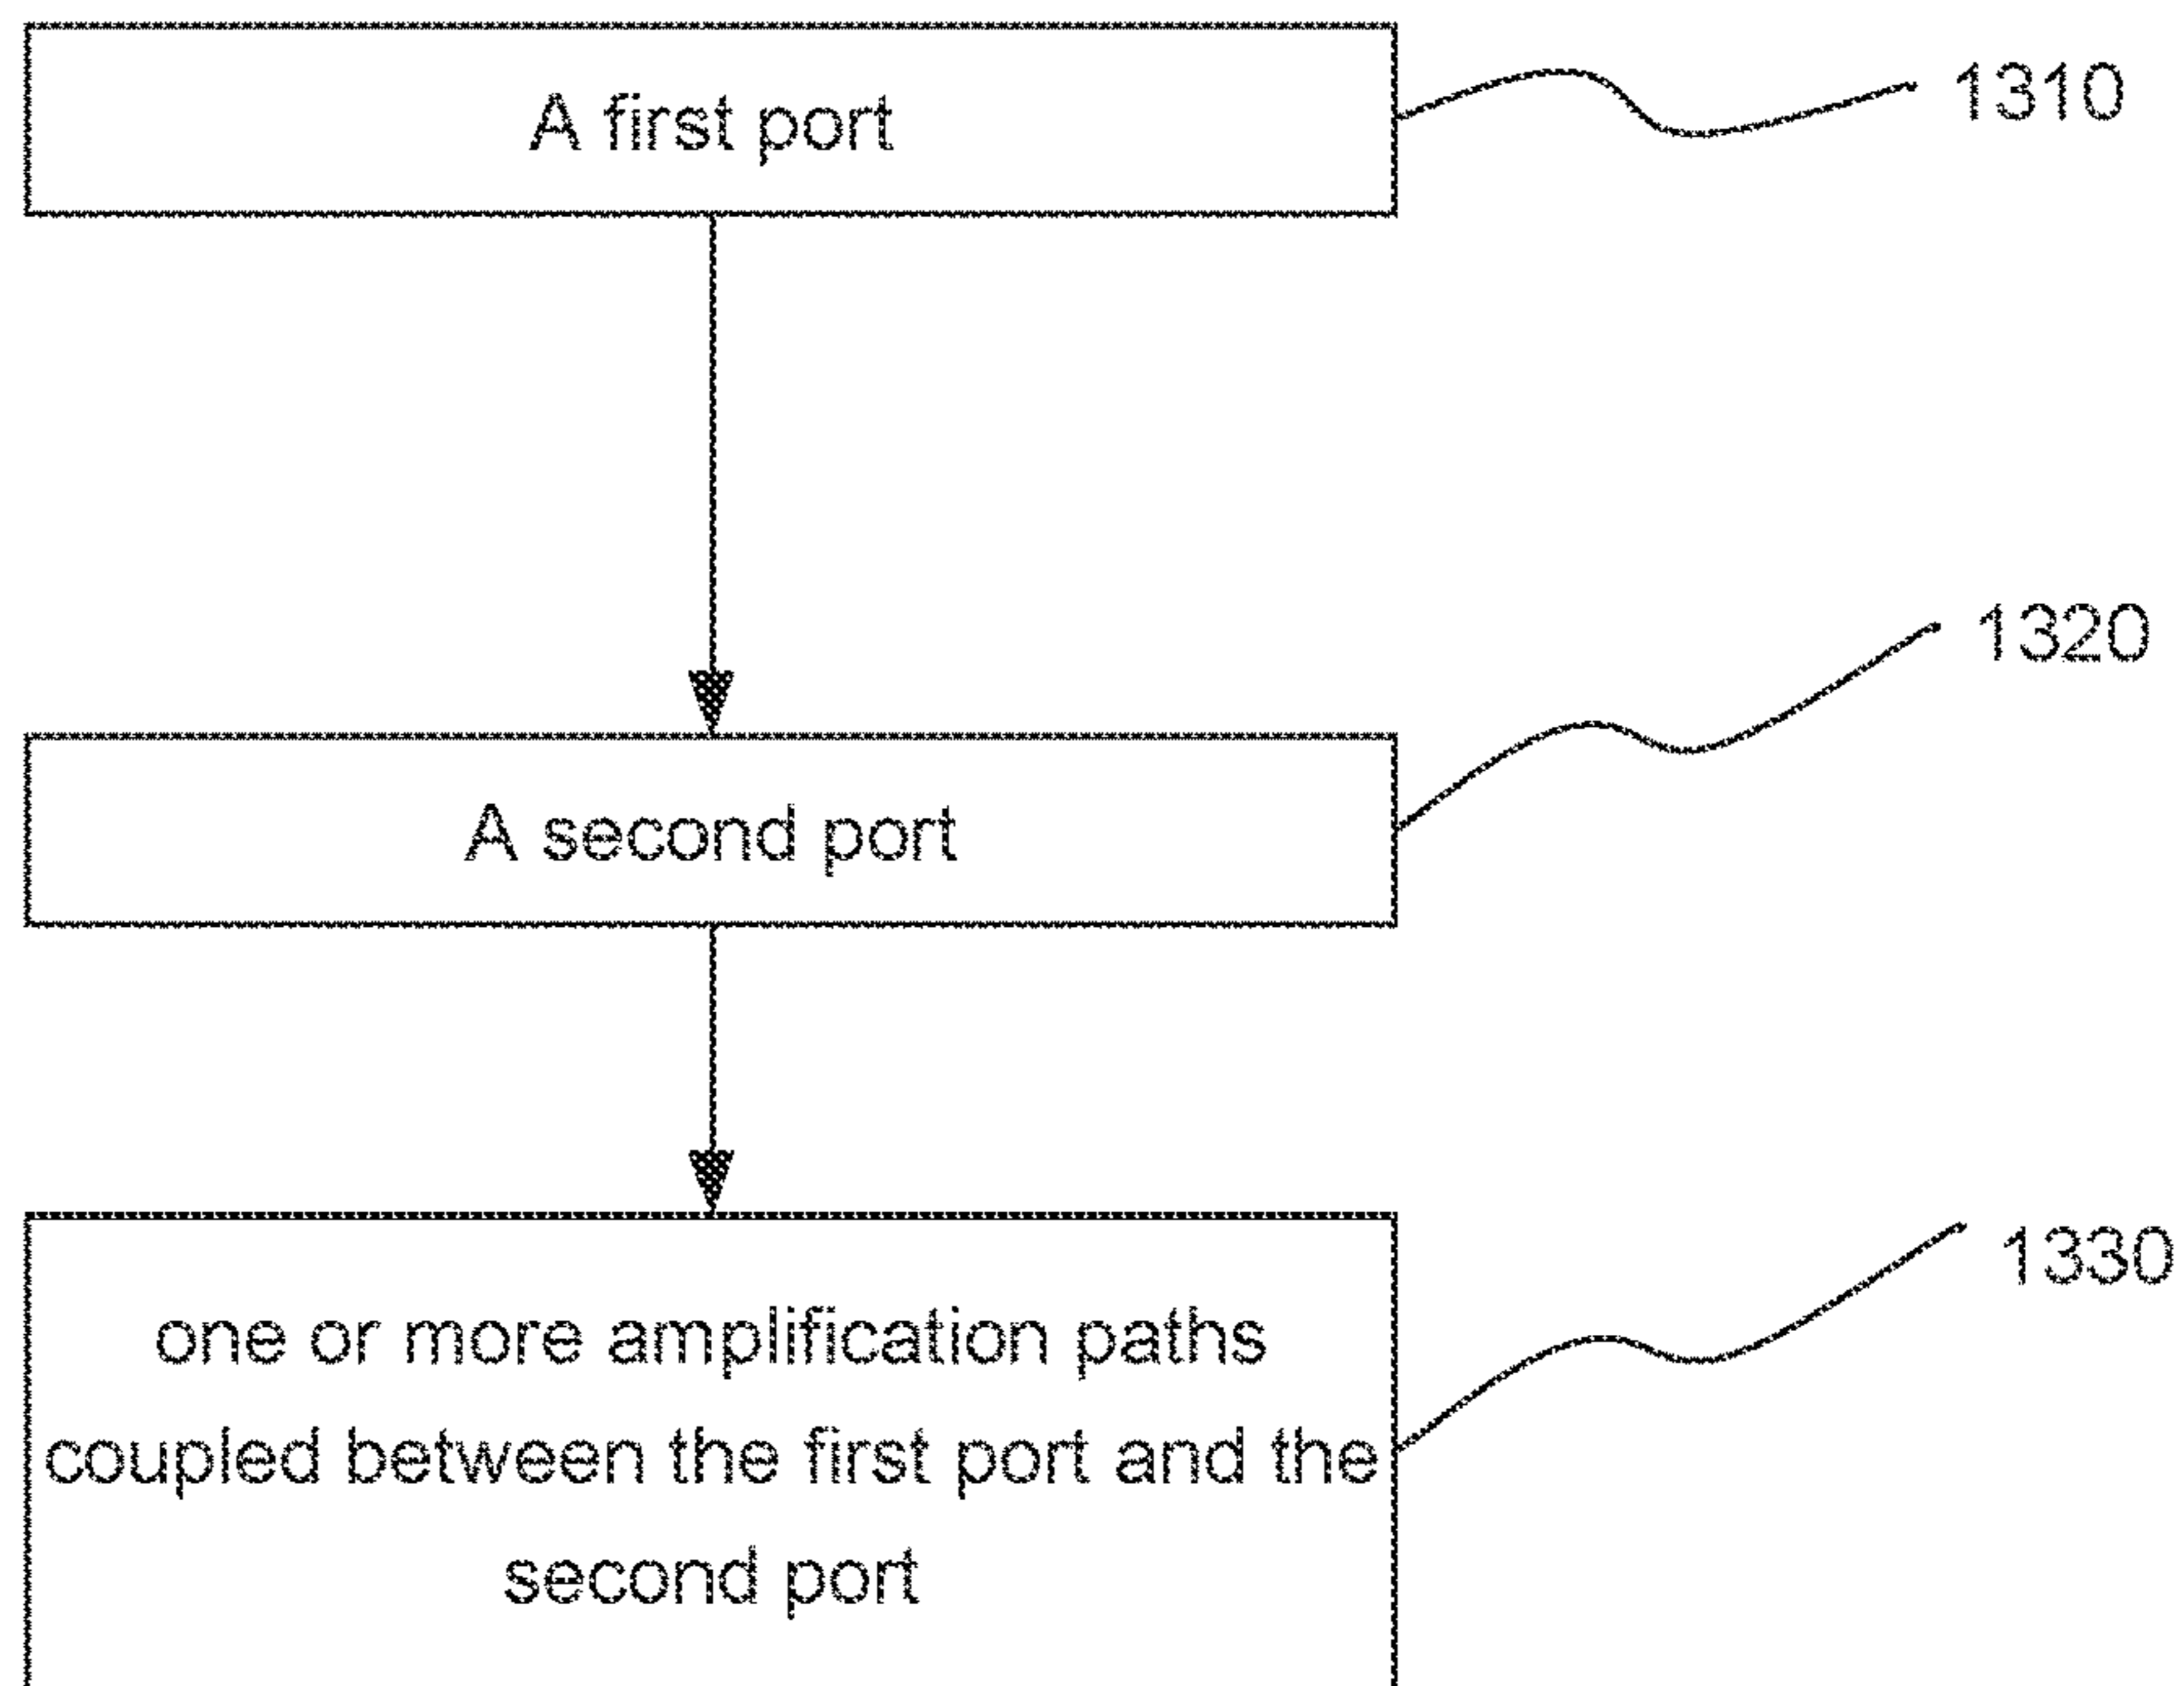 A first port
1310
A second port
1320
one or more amplification paths
coupled between the first port and the
second port
1330